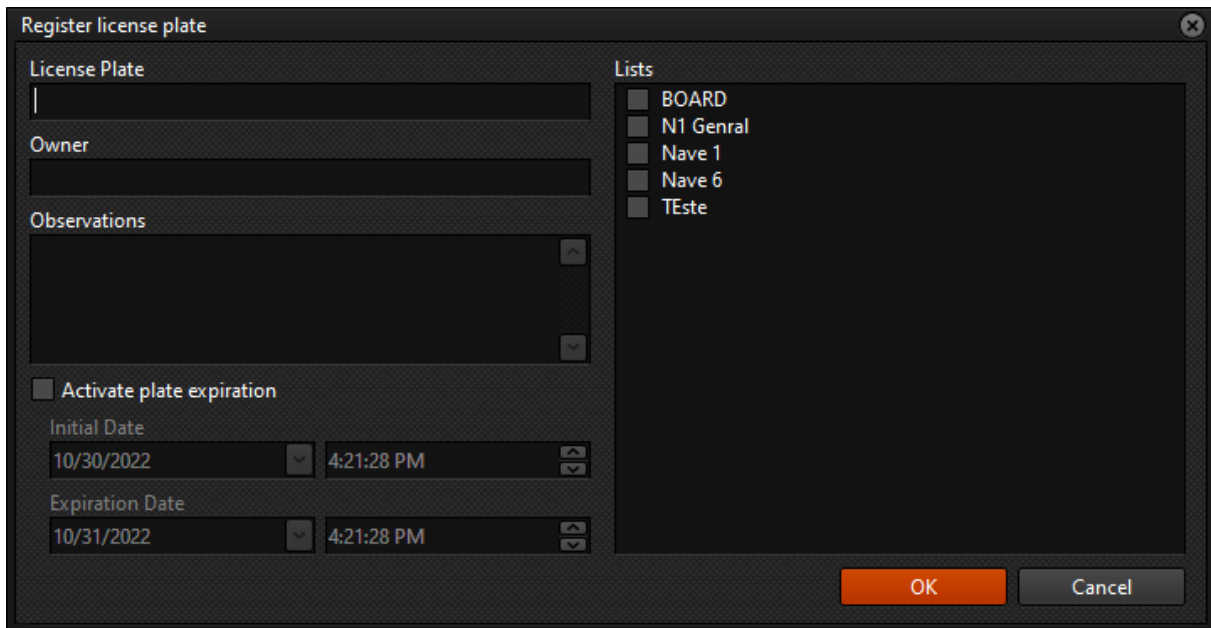 Register license plate
License Plate
Owner
Observations
Activate plate expiration
Initial Date
10/30/2022 4:21:28 PM
Expiration Date
10/31/2022 4:21:28 PM
Lists
BOARD
N1 Genral
Nave 1
Nave 6
TEste
OK Cancel